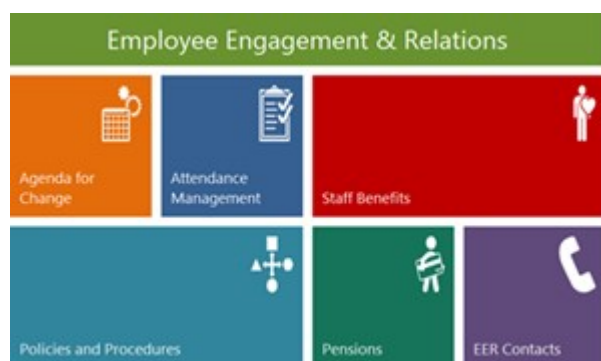 Employee Engagement & Relations
Agenda for
Change
Attendance
Management
Staff Benefits
Policies and Procedures
Pensions
EER Contacts